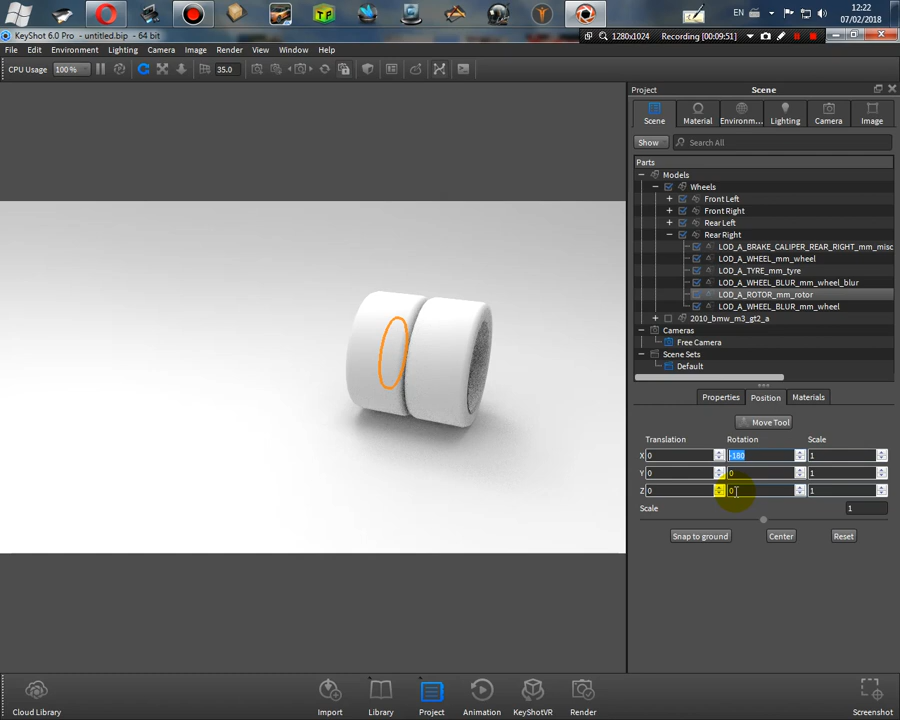 EN
12:22
07/02/2018
KeyShot 6.0 Pro - untitled.bip - 64 bit
1280x1024
Recording [00:09:51]
File Edit Environment Lighting Camera Image Render View Window Help
CPU Usage 100 % 35.0
Project Scene
Scene Material Environm... Lighting Camera Image
Show Search All
Parts
Models
Wheels
Front Left
Front Right
Rear Left
Rear Right
LOD_A_BRAKE_CALIPER_REAR_RIGHT_mm_misc
LOD_A_WHEEL_mm_wheel
LOD_A_TYRE_mm_tyre
LOD_A_WHEEL_BLUR_mm_wheel_blur
LOD_A_ROTOR_mm_rotor
LOD_A_WHEEL_BLUR_mm_wheel
2010_bmw_m3_gt2_a
Cameras
Free Camera
Scene Sets
Default
Properties Position Materials
Move Tool
Translation Rotation Scale
X 0 -180 1
Y 0 0 1
Z 0 0 1
Scale 1
Snap to ground Center Reset
Cloud Library Import Library Project Animation KeyShotVR Render Screenshot